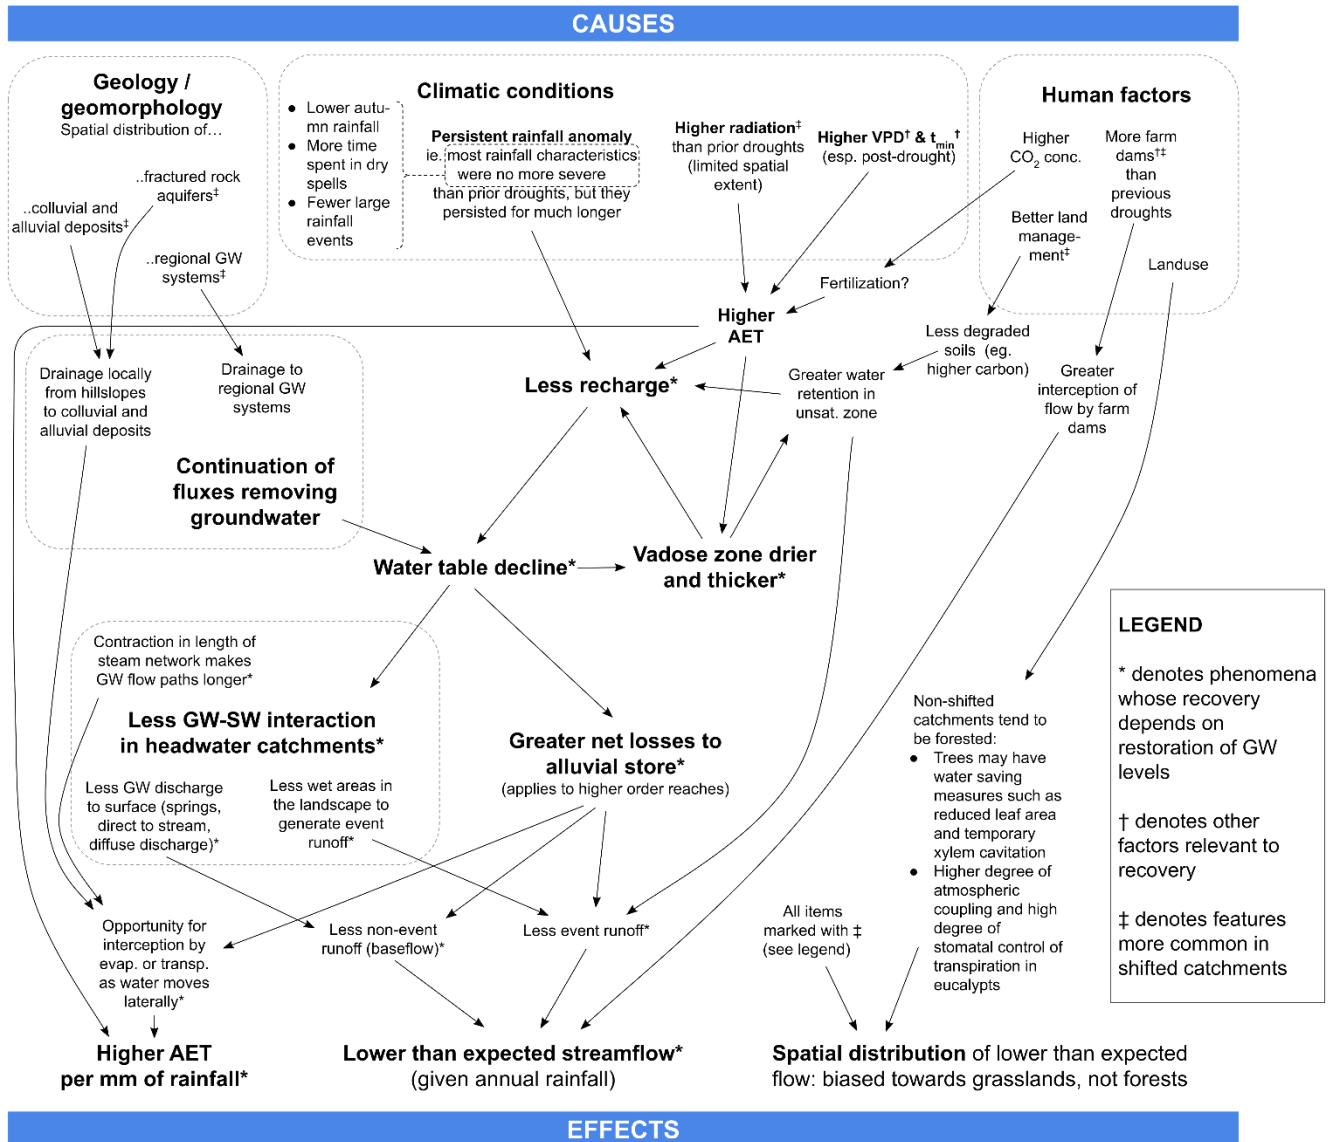 CAUSES
Geology /
geomorphology
Spatial distribution of…
..fractured rock
aquifers‡
..colluvial and
alluvial deposits‡
..regional GW
systems‡
Climatic conditions
● Lower autu-
mn rainfall
● More time
spent in dry
spells
● Fewer large
rainfall
events
Persistent rainfall anomaly
ie. most rainfall characteristics
were no more severe
than prior droughts, but they
persisted for much longer
Higher radiation‡
than prior droughts
(limited spatial
extent)
Higher VPD† & tmin†
(esp. post-drought)
Human factors
Higher
CO2 conc.
More farm
dams†‡
than
previous
droughts
Better land
manage-
ment‡
Landuse
Fertilization?
Higher
AET
Less degraded
soils (eg.
higher carbon)
Drainage locally
from hillslopes
to colluvial and
alluvial deposits
Drainage to
regional GW
systems
Less recharge*
Greater water
retention in
unsat. zone
Greater
interception of
flow by farm
dams
Continuation of
fluxes removing
groundwater
Water table decline*
Vadose zone drier
and thicker*
Contraction in length of
steam network makes
GW flow paths longer*
Less GW-SW interaction
in headwater catchments*
Less GW discharge
to surface (springs,
direct to stream,
diffuse discharge)*
Less wet areas in
the landscape to
generate event
runoff*
Greater net losses to
alluvial store*
(applies to higher order reaches)
Non-shifted
catchments tend to
be forested:
● Trees may have
water saving
measures such as
reduced leaf area
and temporary
xylem cavitation
● Higher degree of
atmospheric
coupling and high
degree of
stomatal control of
transpiration in
eucalypts
LEGEND
* denotes phenomena
whose recovery
depends on
restoration of GW
levels
† denotes other
factors relevant to
recovery
‡ denotes features
more common in
shifted catchments
Opportunity for
interception by
evap. or transp.
as water moves
laterally*
Less non-event
runoff (baseflow)*
Less event runoff*
All items
marked with ‡
(see legend)
Higher AET
per mm of rainfall*
Lower than expected streamflow*
(given annual rainfall)
Spatial distribution of lower than expected
flow: biased towards grasslands, not forests
EFFECTS